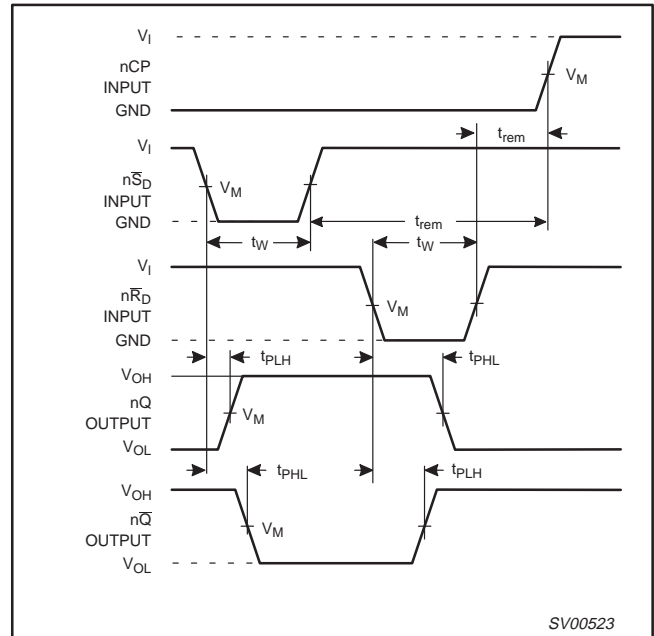 V_I
nCP
INPUT
GND
V_M
t_rem
V_I
nS̅_D
INPUT
GND
V_M
t_W
t_rem
t_W
V_I
nR̅_D
INPUT
GND
V_M
V_OH
nQ
OUTPUT
V_OL
t_PLH
V_M
t_PHL
V_OH
nQ̅
OUTPUT
V_OL
t_PHL
V_M
t_PLH
SV00523